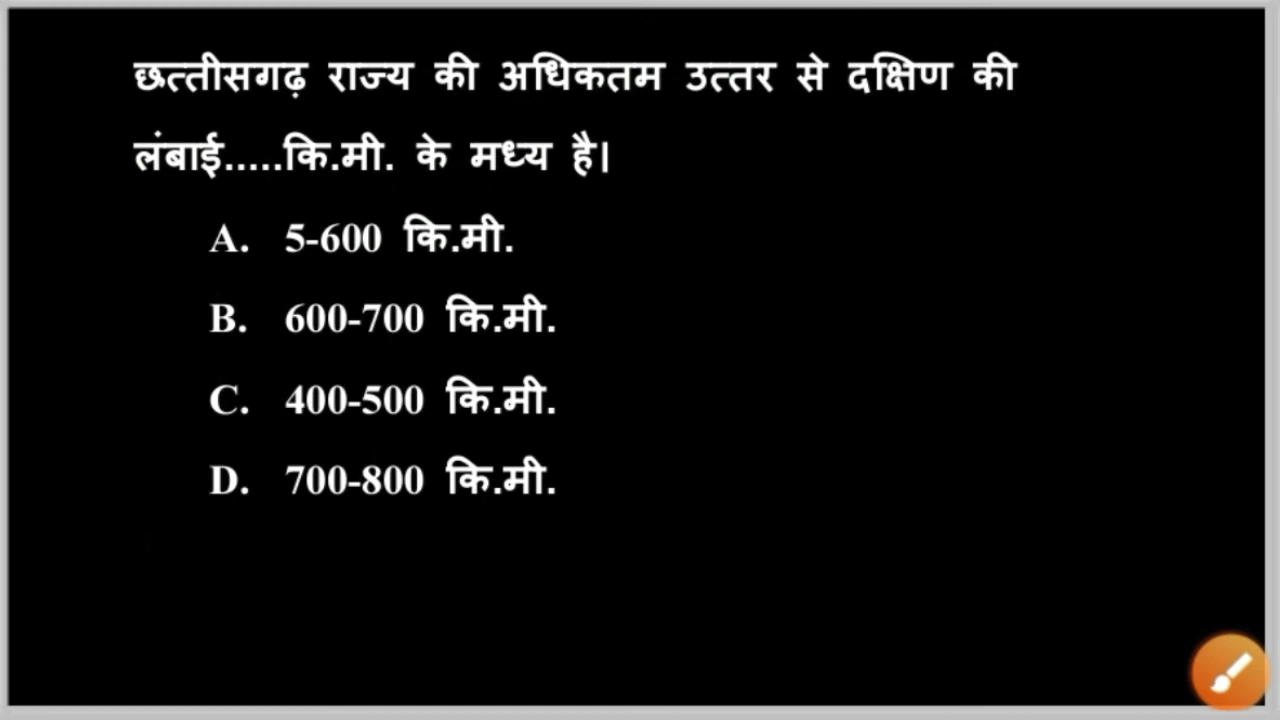 छत्तीसगढ़ राज्य की अधिकतम उत्तर से दक्षिण की
लंबाई.....कि.मी. के मध्य है।
A. 5-600 कि.मी.
B. 600-700 कि.मी.
C. 400-500 कि.मी.
D. 700-800 कि.मी.